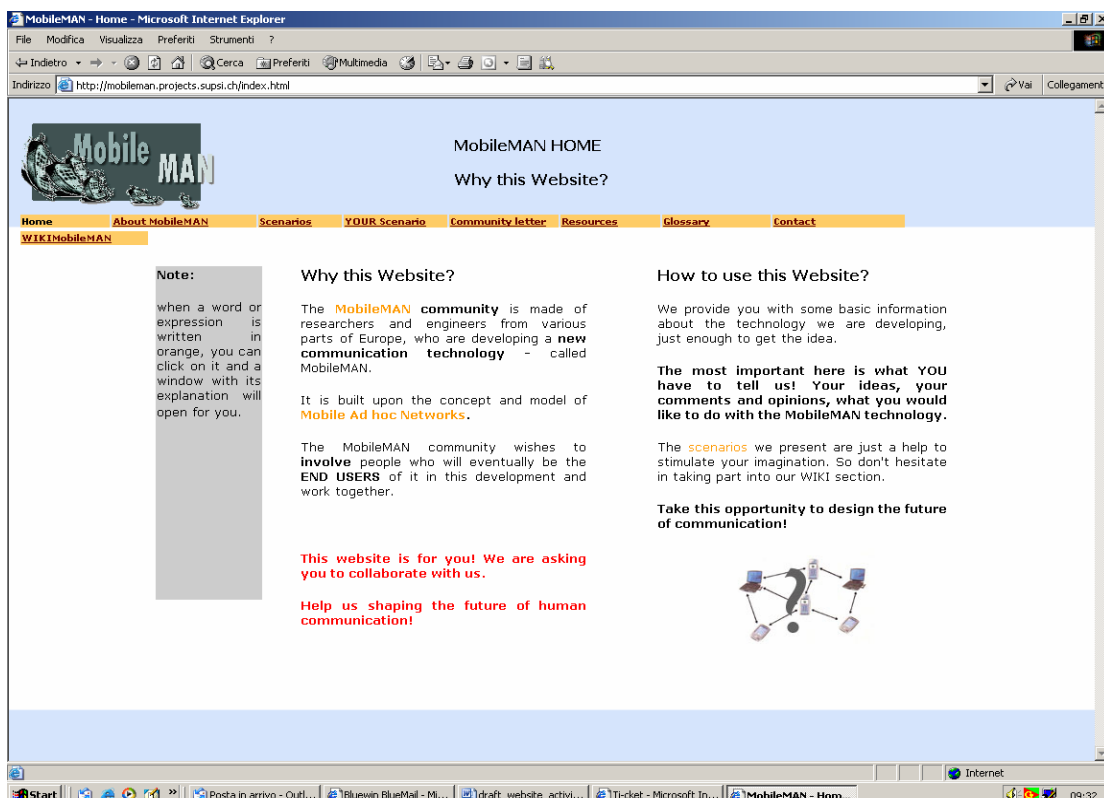 MobileMAN - Home - Microsoft Internet Explorer
File Modifica Visualizza Preferiti Strumenti ?
Indietro Cerca Preferiti Multimedia
Indirizzo http://mobileman.projects.supsi.ch/index.html Vai Collegament
Mobile MAN
MobileMAN HOME
Why this Website?
Home About MobileMAN Scenarios YOUR Scenario Community letter Resources Glossary Contact
WIKIMobileMAN
Note:
when a word or
expression is
written in
orange, you can
click on it and a
window with its
explanation will
open for you.
Why this Website?
The MobileMAN community is made of
researchers and engineers from various
parts of Europe, who are developing a new
communication technology - called
MobileMAN.
It is built upon the concept and model of
Mobile Ad hoc Networks.
The MobileMAN community wishes to
involve people who will eventually be the
END USERS of it in this development and
work together.
This website is for you! We are asking
you to collaborate with us.
Help us shaping the future of human
communication!
How to use this Website?
We provide you with some basic information
about the technology we are developing,
just enough to get the idea.
The most important here is what YOU
have to tell us! Your ideas, your
comments and opinions, what you would
like to do with the MobileMAN technology.
The scenarios we present are just a help to
stimulate your imagination. So don't hesitate
in taking part into our WIKI section.
Take this opportunity to design the future
of communication!
?
Internet
Start » Posta in arrivo - Outl... Bluewin BlueMail - Mi... draft_website_activi... Ti-cket - Microsoft In... MobileMAN - Hom... 09:32